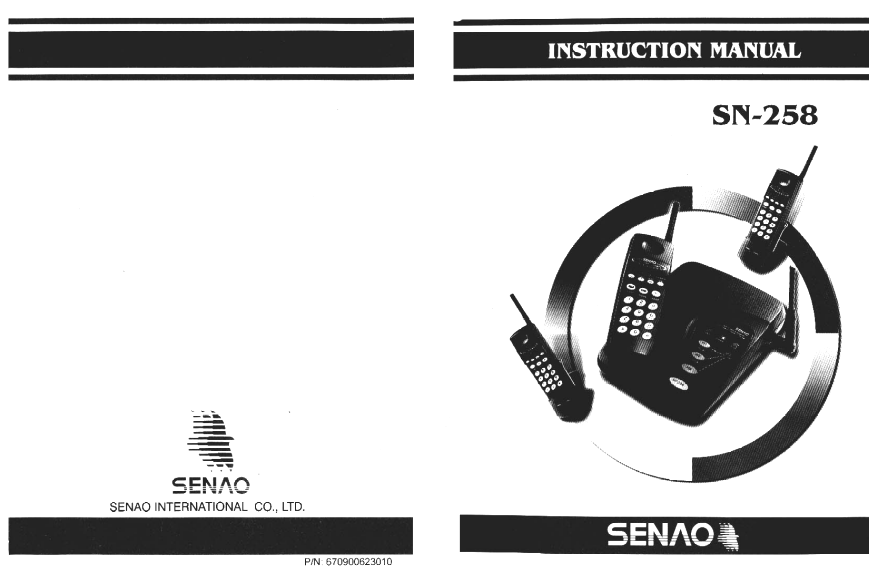 SENAO
SENAO INTERNATIONAL CO., LTD.
P/N: 670900623010
INSTRUCTION MANUAL
SN-258
SENAO